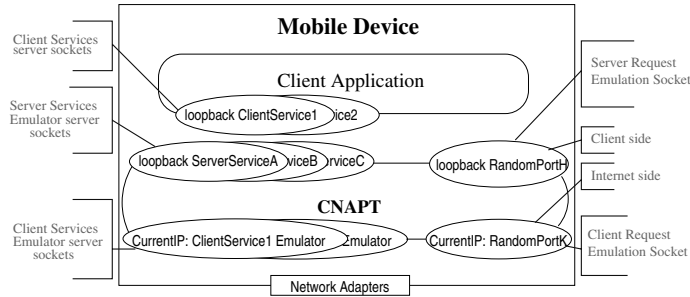 Mobile Device
Client Services
server sockets
Client Application
Server Request
Emulation Socket
loopback ClientService1
ice2
Server Services
Emulator server
sockets
Client side
loopback ServerServiceA
viceB
rviceC
loopback RandomPortH
Internet side
CNAPT
Client Services
Emulator server
sockets
CurrentIP: ClientService1 Emulator
Emulator
CurrentIP: RandomPortK
Client Request
Emulation Socket
Network Adapters